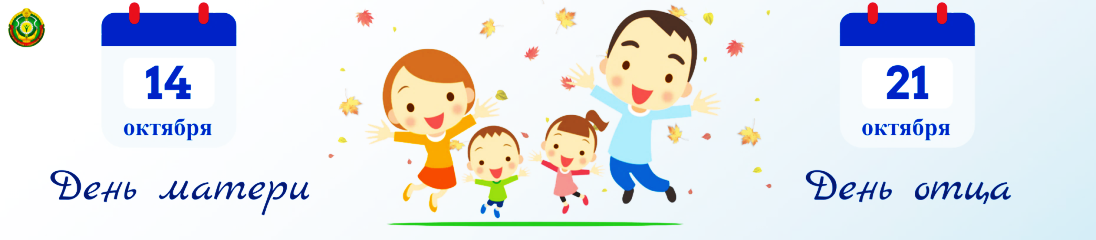 14
октября
День матери
21
октября
День отца